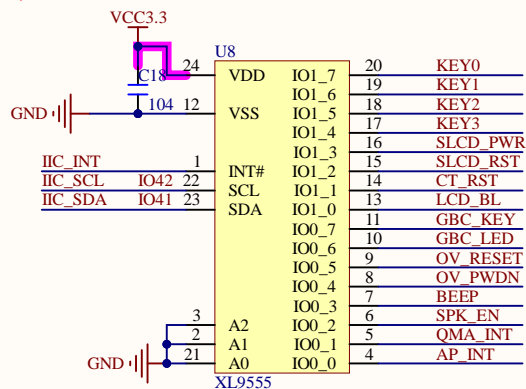 VCC3.3
U8
C18
104
24 VDD IO1_7 20 KEY0
IO1_6 19 KEY1
GND 12 VSS IO1_5 18 KEY2
IO1_4 17 KEY3
IO1_3 16 SLCD_PWR
IIC_INT 1 INT# IO1_2 15 SLCD_RST
IIC_SCL IO42 22 SCL IO1_1 14 CT_RST
IIC_SDA IO41 23 SDA IO1_0 13 LCD_BL
IO0_7 11 GBC_KEY
IO0_6 10 GBC_LED
IO0_5 9 OV_RESET
IO0_4 8 OV_PWDN
IO0_3 7 BEEP
3 A2 IO0_2 6 SPK_EN
2 A1 IO0_1 5 QMA_INT
GND 21 A0 IO0_0 4 AP_INT
XL9555